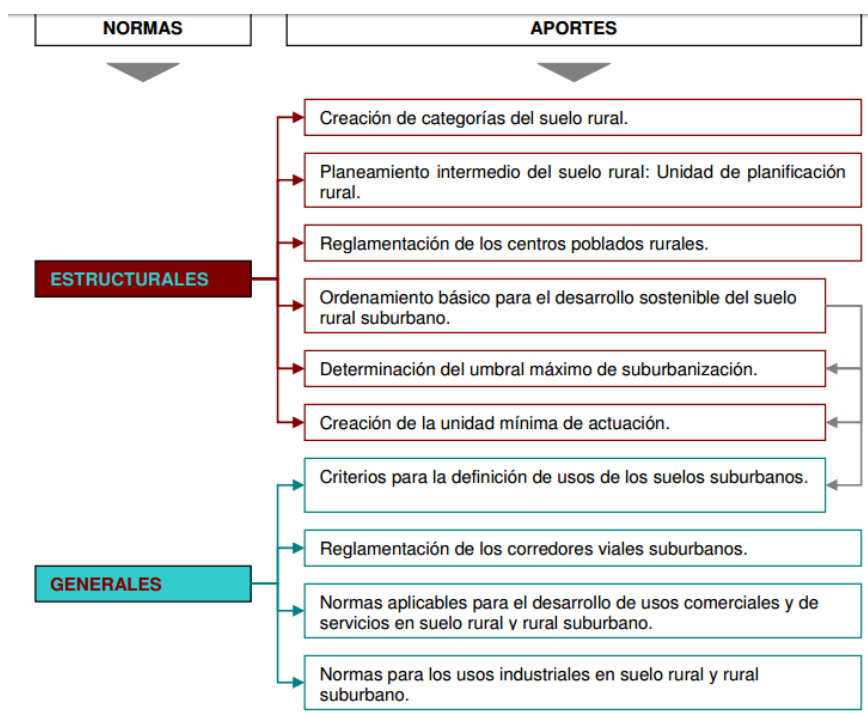 NORMAS
APORTES
Creación de categorías del suelo rural.
Planeamiento intermedio del suelo rural: Unidad de planificación
rural.
Reglamentación de los centros poblados rurales.
ESTRUCTURALES
Ordenamiento básico para el desarrollo sostenible del suelo
rural suburbano.
Determinación del umbral máximo de suburbanización.
Creación de la unidad mínima de actuación.
Criterios para la definición de usos de los suelos suburbanos.
Reglamentación de los corredores viales suburbanos.
GENERALES
Normas aplicables para el desarrollo de usos comerciales y de
servicios en suelo rural y rural suburbano.
Normas para los usos industriales en suelo rural y rural
suburbano.